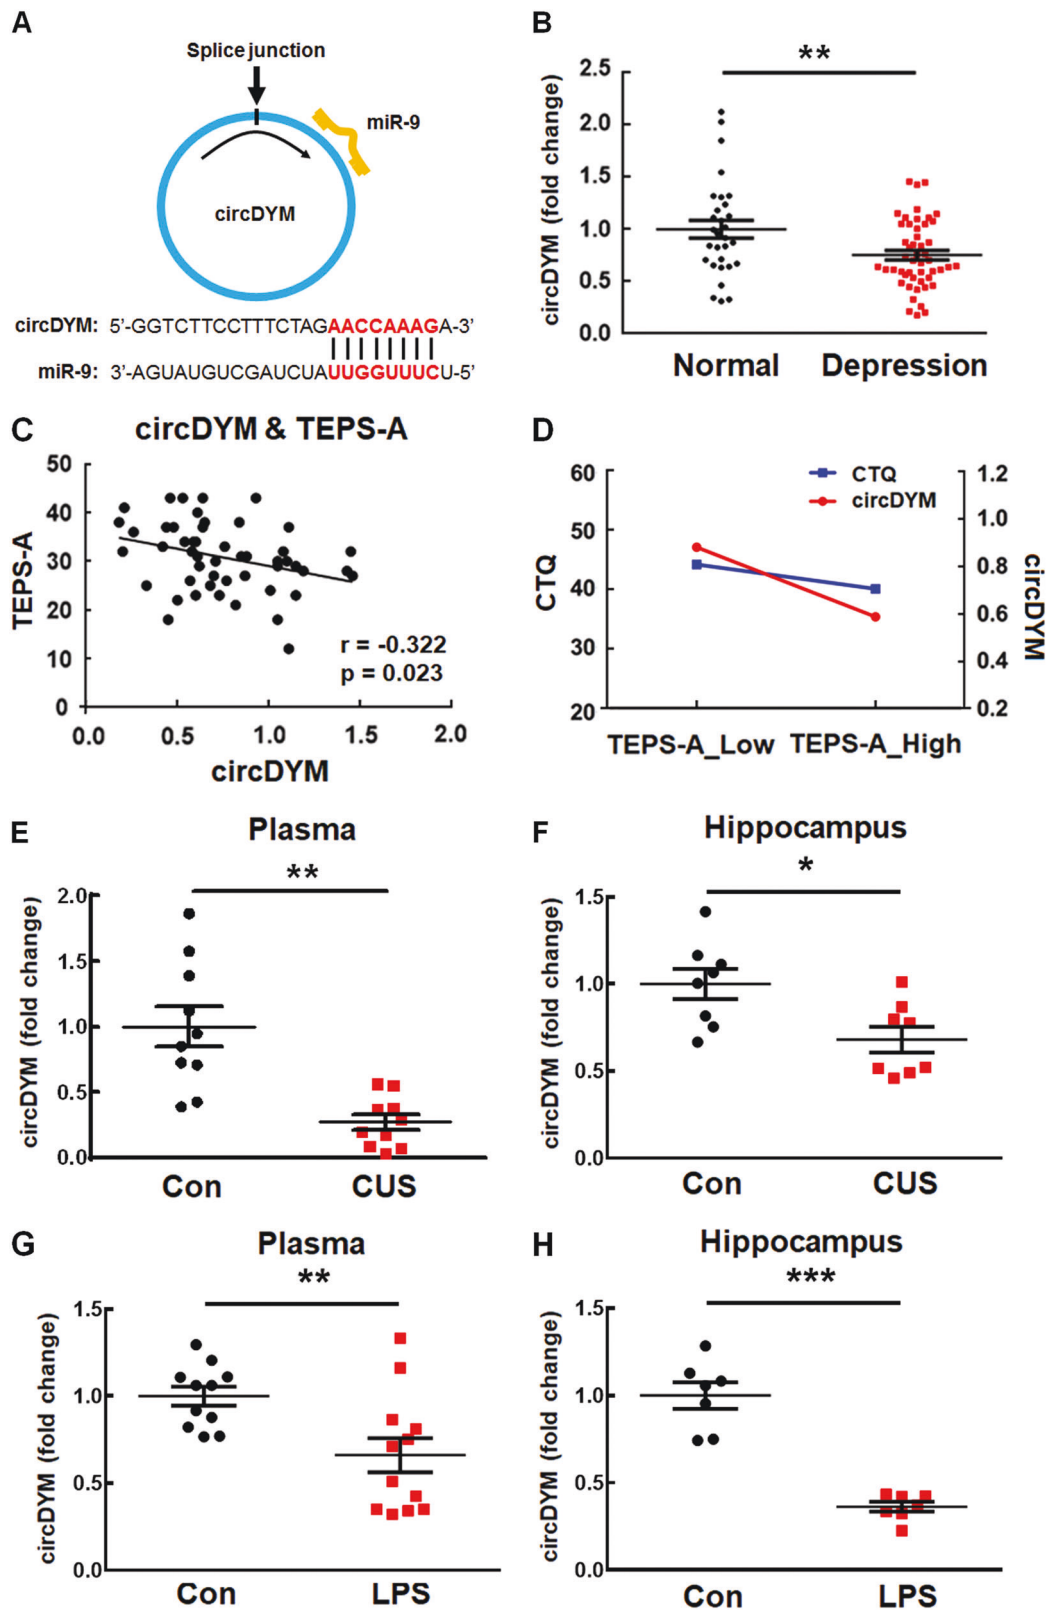 A
Splice junction
miR-9
circDYM
circDYM: 5’-GGTCTTCCTTTCTAGAACCAAAGA-3’
miR-9: 3’-AGUAUGUCGAUCUAUUGGUUUCU-5’
B
**
circDYM (fold change)
2.5
2.0
1.5
1.0
0.5
0.0
Normal Depression
C
circDYM & TEPS-A
TEPS-A
50
40
30
20
10
0
r = -0.322
p = 0.023
0.0 0.5 1.0 1.5 2.0
circDYM
D
CTQ
circDYM
CTQ
60
50
40
30
20
1.2
1.0
0.8
0.6
0.4
0.2
circDYM
TEPS-A_Low TEPS-A_High
E
Plasma
**
circDYM (fold change)
2.0
1.5
1.0
0.5
0.0
Con CUS
F
Hippocampus
*
circDYM (fold change)
1.5
1.0
0.5
0.0
Con CUS
G
Plasma
**
circDYM (fold change)
1.5
1.0
0.5
0.0
Con LPS
H
Hippocampus
***
circDYM (fold change)
1.5
1.0
0.5
0.0
Con LPS